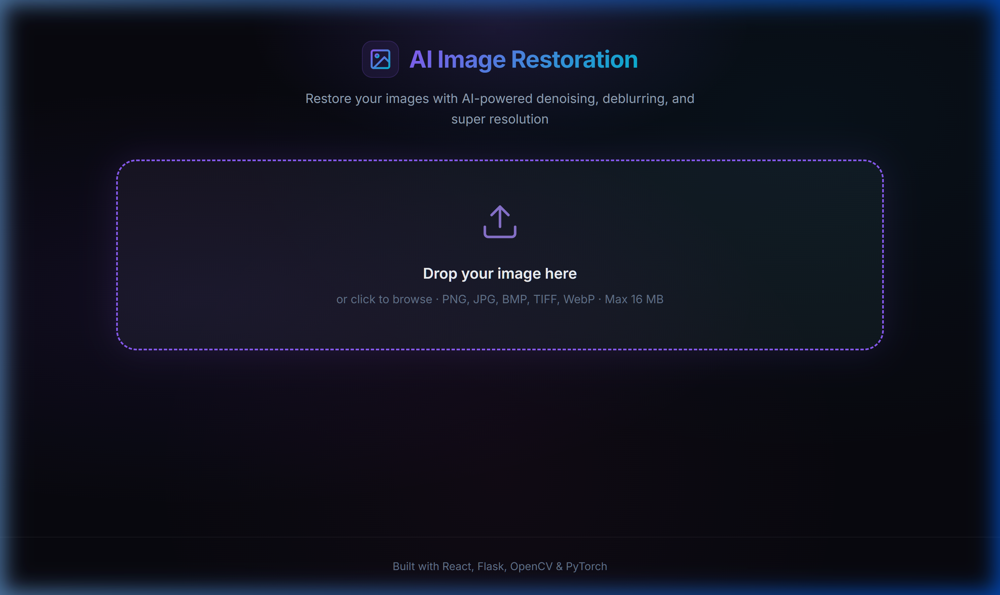 AI Image Restoration
Restore your images with AI-powered denoising, deblurring, and
super resolution
Drop your image here
or click to browse · PNG, JPG, BMP, TIFF, WebP · Max 16 MB
Built with React, Flask, OpenCV & PyTorch